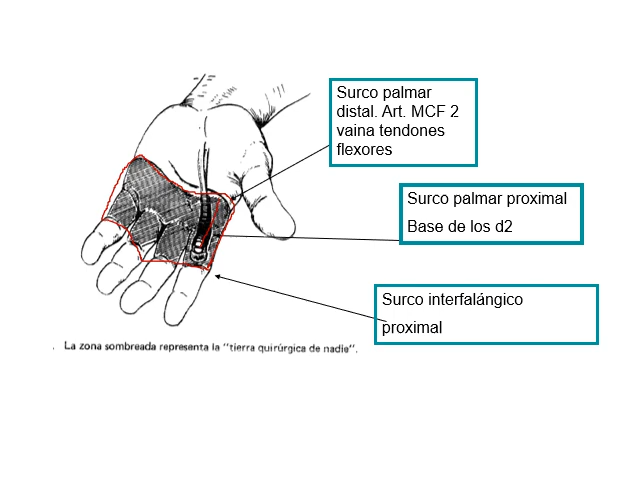 Surco palmar
distal. Art. MCF 2
vaina tendones
flexores
Surco palmar proximal
Base de los d2
Surco interfalángico
proximal
. La zona sombreada representa la "tierra quirúrgica de nadie".